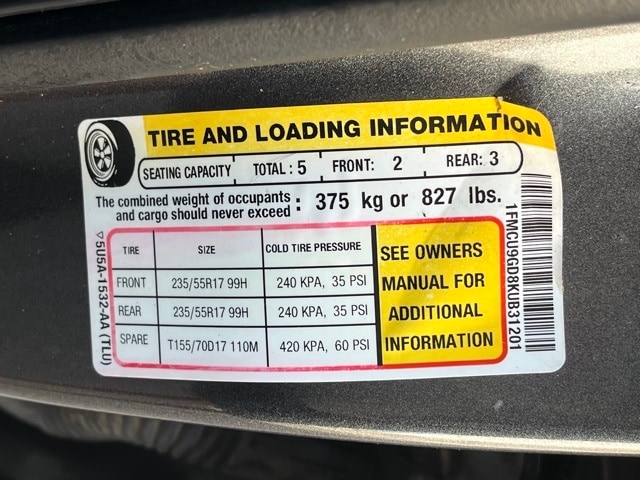 TIRE AND LOADING INFORMATION
SEATING CAPACITY TOTAL : 5 FRONT: 2 REAR: 3
The combined weight of occupants
and cargo should never exceed : 375 kg or 827 lbs.
TIRE SIZE COLD TIRE PRESSURE
FRONT 235/55R17 99H 240 KPA, 35 PSI
REAR 235/55R17 99H 240 KPA, 35 PSI
SPARE T155/70D17 110M 420 KPA, 60 PSI
SEE OWNERS
MANUAL FOR
ADDITIONAL
INFORMATION
5U5A-1532-AA (TLU)
1FMCU9GD8KUB31201